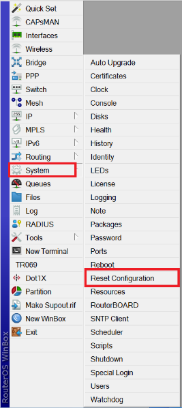 Quick Set
CAPsMAN
Interfaces
Wireless
Bridge
PPP
Switch
Mesh
IP
MPLS
IPv6
Routing
System
Queues
Files
Log
RADIUS
Tools
New Terminal
TR069
Dot1X
Partition
Make Supout.rif
New WinBox
Exit
Auto Upgrade
Certificates
Clock
Console
Disks
Health
History
Identity
LEDs
License
Logging
Note
Packages
Password
Ports
Reboot
Reset Configuration
Resources
RouterBOARD
SNTP Client
Scheduler
Scripts
Shutdown
Special Login
Users
Watchdog
RouterOS WinBox